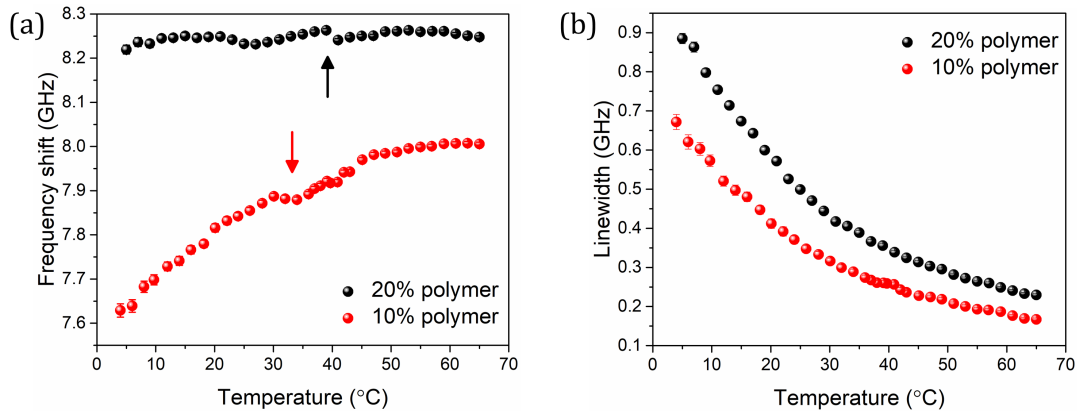 (a)
8.3
8.2
8.1
8.0
7.9
7.8
7.7
7.6
Frequency shift (GHz)
20% polymer
10% polymer
0 10 20 30 40 50 60 70
Temperature (°C)
(b)
0.9
0.8
0.7
0.6
0.5
0.4
0.3
0.2
0.1
Linewidth (GHz)
20% polymer
10% polymer
0 10 20 30 40 50 60 70
Temperature (°C)